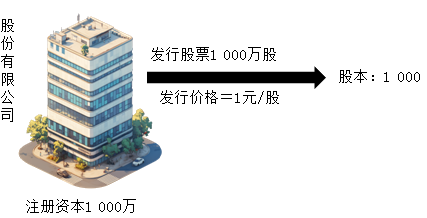 股份有限公司
发行股票1 000万股
发行价格＝1元/股
股本：1 000
注册资本1 000万